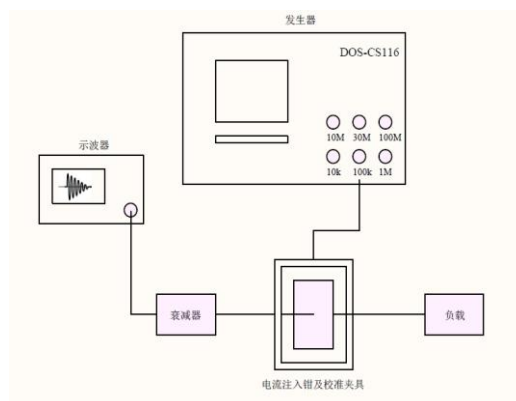 发生器
DOS-CS116
10M 30M 100M
10k 100k 1M
示波器
衰减器
负载
电流注入钳及校准夹具